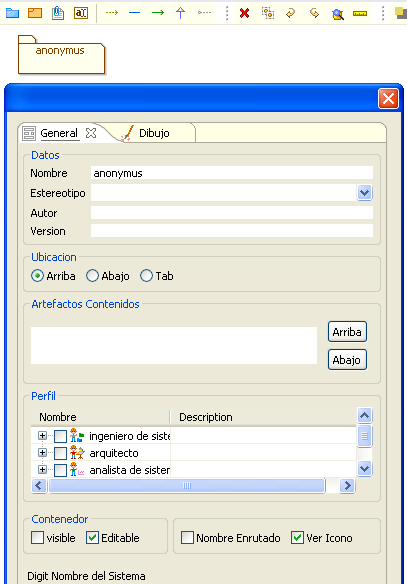 anonymus
General
Dibujo
Datos
Nombre anonymus
Estereotipo
Autor
Version
Ubicacion
Arriba Abajo Tab
Artefactos Contenidos
Arriba
Abajo
Perfil
Nombre Description
ingeniero de siste
arquitecto
analista de sistem
Contenedor
visible Editable Nombre Enrutado Ver Icono
Digit Nombre del Sistema